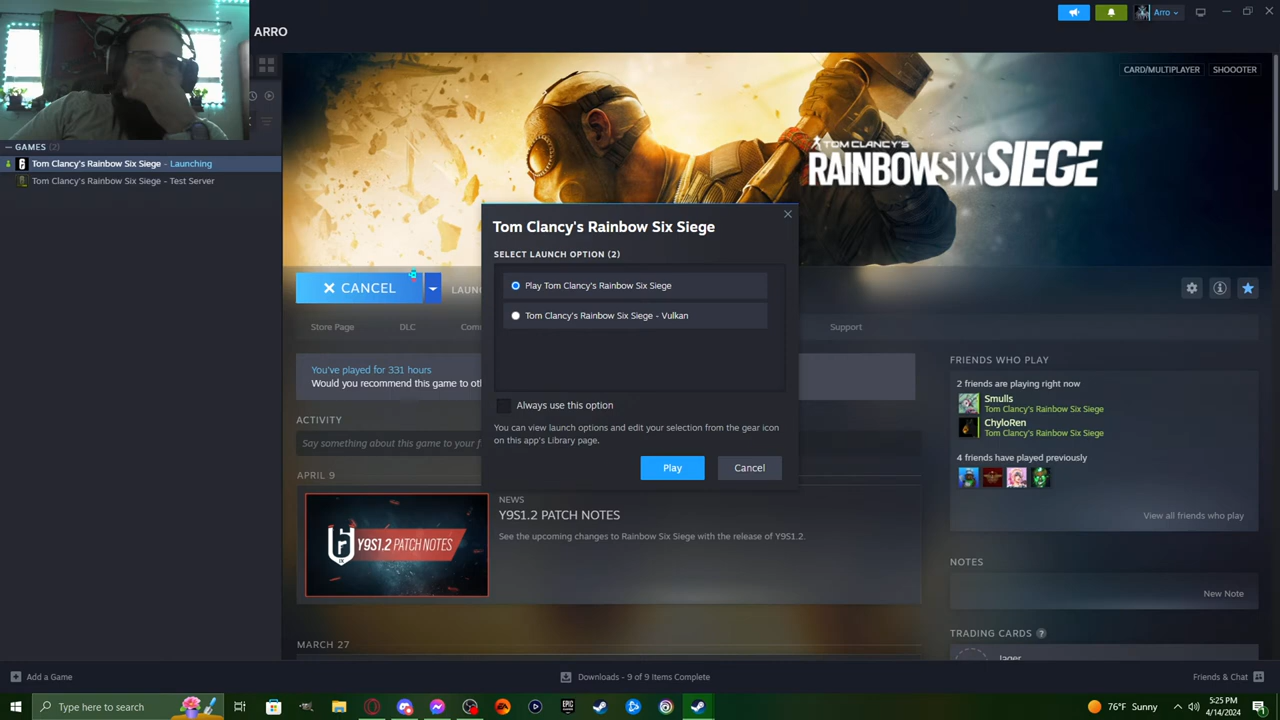 ARRO
Arro
CARD/MULTIPLAYER
SHOOOTER
GAMES (2)
Tom Clancy's Rainbow Six Siege - Launching
Tom Clancy's Rainbow Six Siege - Test Server
TOM CLANCY'S
RAINBOW SIX SIEGE
Tom Clancy's Rainbow Six Siege
SELECT LAUNCH OPTION (2)
Play Tom Clancy's Rainbow Six Siege
Tom Clancy's Rainbow Six Siege - Vulkan
Always use this option
You can view launch options and edit your selection from the gear icon
on this app's Library page.
Play
Cancel
CANCEL
LAUN
Store Page
DLC
Com
Support
You've played for 331 hours
Would you recommend this game to oth
ACTIVITY
Say something about this game to your f
APRIL 9
NEWS
Y9S1.2 PATCH NOTES
See the upcoming changes to Rainbow Six Siege with the release of Y9S1.2.
Y9S1.2 PATCH NOTES
MARCH 27
FRIENDS WHO PLAY
2 friends are playing right now
Smulls
Tom Clancy's Rainbow Six Siege
ChyloRen
Tom Clancy's Rainbow Six Siege
4 friends have played previously
View all friends who play
NOTES
New Note
TRADING CARDS ?
Jager
Add a Game
Downloads - 9 of 9 Items Complete
Friends & Chat
Type here to search
EA
EPIC
76°F Sunny
5:25 PM
4/14/2024
1